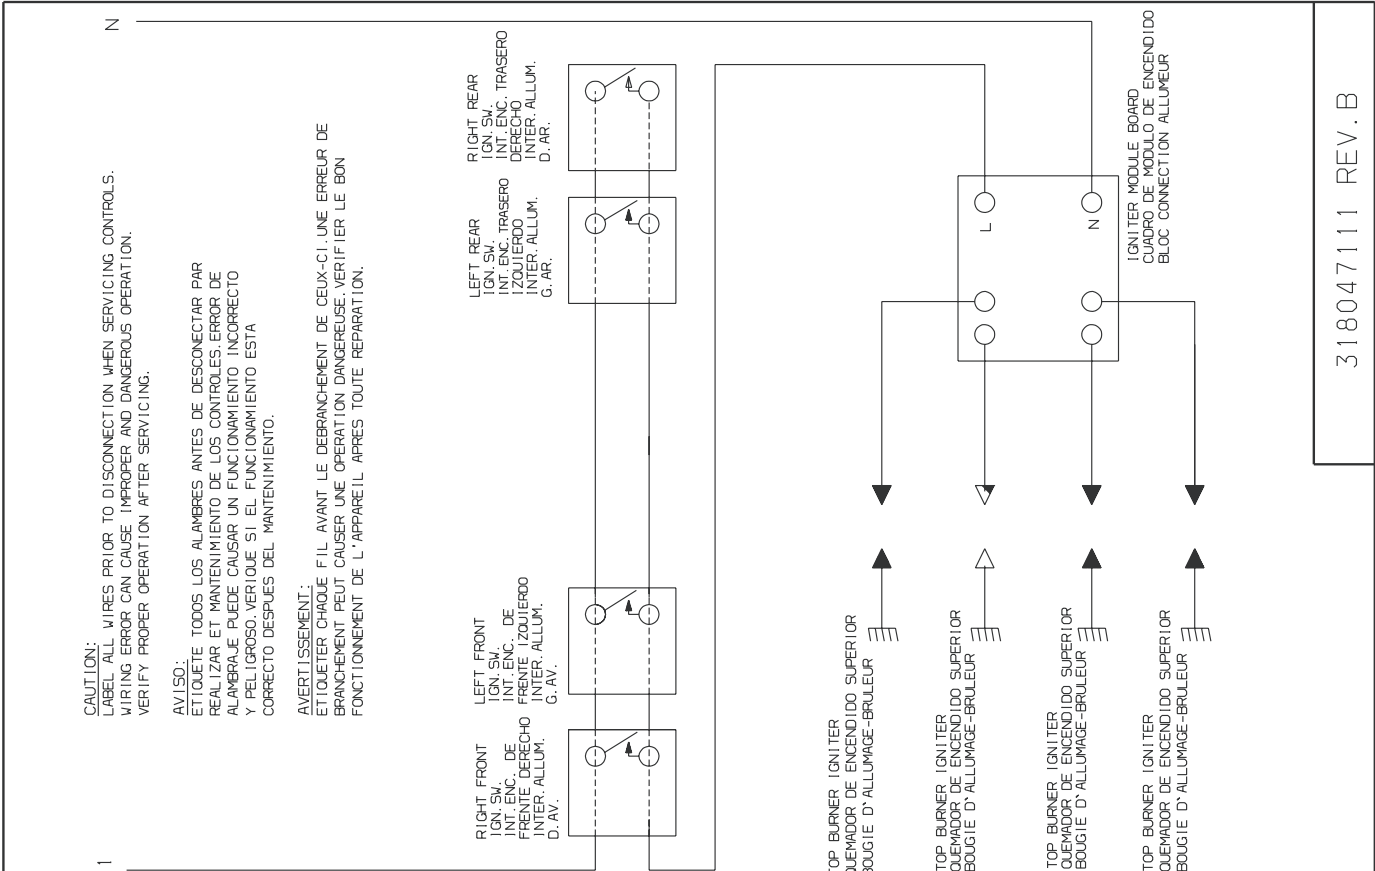 CAUTION:
LABEL ALL WIRES PRIOR TO DISCONNECTION WHEN SERVICING CONTROLS.
WIRING ERROR CAN CAUSE IMPROPER AND DANGEROUS OPERATION.
VERIFY PROPER OPERATION AFTER SERVICING.
AVISO:
ETIQUETE TODOS LOS ALAMBRES ANTES DE DESCONECTAR PAR
REALIZAR ET MANTENIMIENTO DE LOS CONTROLES. ERROR DE
ALAMBRAJE PUEDE CAUSAR UN FUNCIONAMIENTO INCORRECTO
Y PELIGROSO. VERIQUE SI EL FUNCIONAMIENTO ESTA
CORRECTO DESPUES DEL MANTENIMIENTO.
AVERTISSEMENT:
ETIQUETER CHAQUE FIL AVANT LE DEBRANCHEMENT DE CEUX-CI. UNE ERREUR DE
BRANCHEMENT PEUT CAUSER UNE OPERATION DANGEREUSE. VERIFIER LE BON
FONCTIONNEMENT DE L'APPAREIL APRES TOUTE REPARATION.
1
N
RIGHT FRONT
IGN. SW.
INT. ENC. DE
FRENTE DERECHO
INTER. ALLUM.
D. AV.
LEFT FRONT
IGN. SW.
INT. ENC. DE
FRENTE IZQUIERDO
INTER. ALLUM.
G. AV.
LEFT REAR
IGN. SW.
INT. ENC. TRASERO
IZQUIERDO
INTER. ALLUM.
G. AR.
RIGHT REAR
IGN. SW.
INT. ENC. TRASERO
DERECHO
INTER. ALLUM.
D. AR.
OP BURNER IGNITER
UEMADOR DE ENCENDIDO SUPERIOR
OUGIE D'ALLUMAGE-BRULEUR
TOP BURNER IGNITER
QUEMADOR DE ENCENDIDO SUPERIOR
BOUGIE D'ALLUMAGE-BRULEUR
L
TOP BURNER IGNITER
QUEMADOR DE ENCENDIDO SUPERIOR
BOUGIE D'ALLUMAGE-BRULEUR
N
TOP BURNER IGNITER
QUEMADOR DE ENCENDIDO SUPERIOR
BOUGIE D'ALLUMAGE-BRULEUR
IGNITER MODULE BOARD
CUADRO DE MODULO DE ENCENDIDO
BLOC CONNECTION ALLUMEUR
318047111 REV. B